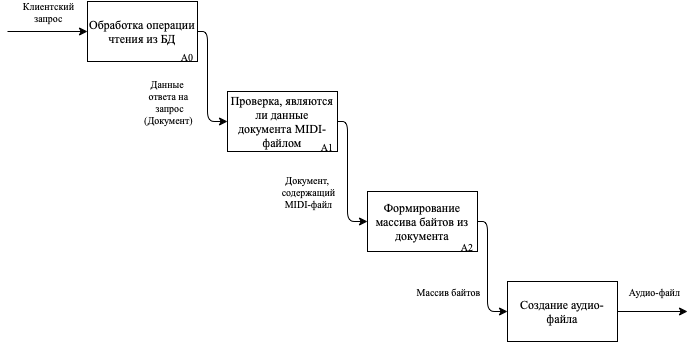 Клиентский
запрос
Обработка операции
чтения из БД
A0
Данные
ответа на
запрос
(Документ)
Проверка, являются
ли данные
документа MIDI-
файлом
A1
Документ,
содержащий
MIDI-файл
Формирование
массива байтов из
документа
A2
Массив байтов
Создание аудио-
файла
Аудио-файл